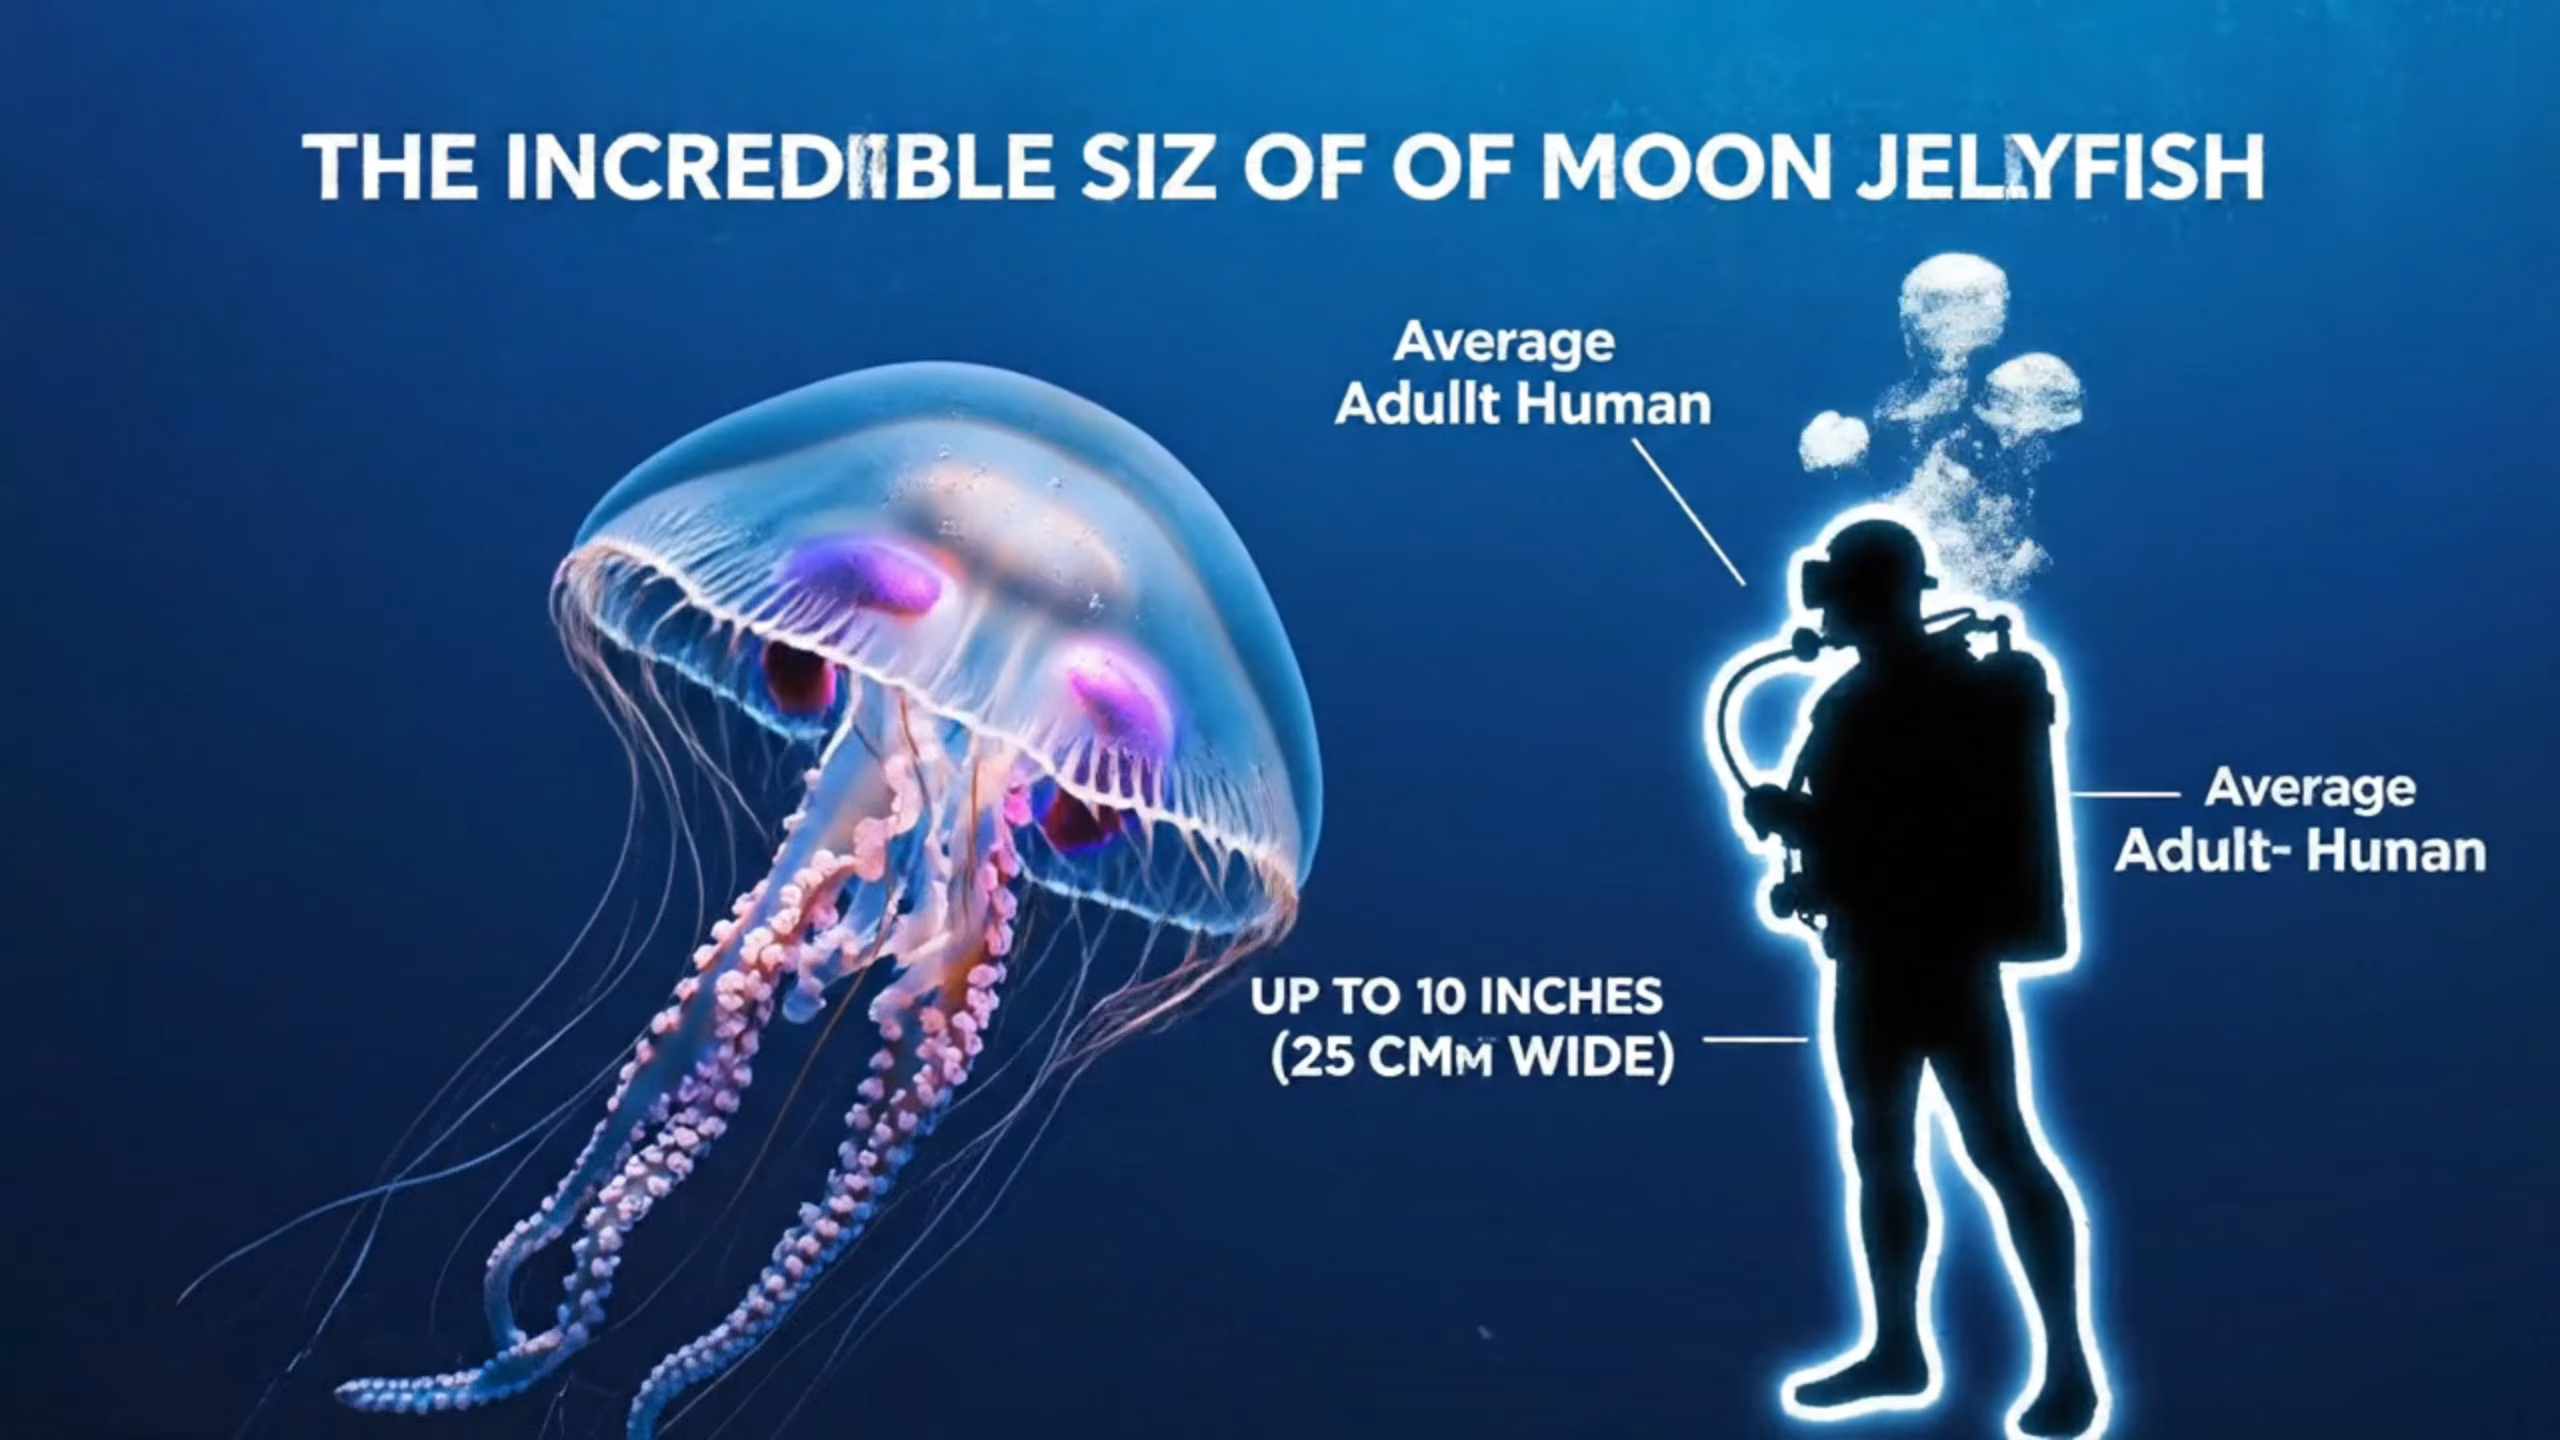 THE INCREDIIBLE SIZ OF OF MOON JELYFISH
Average
Adullt Human
Average
Adult- Hunan
UP TO 10 INCHES
(25 CMM WIDE)